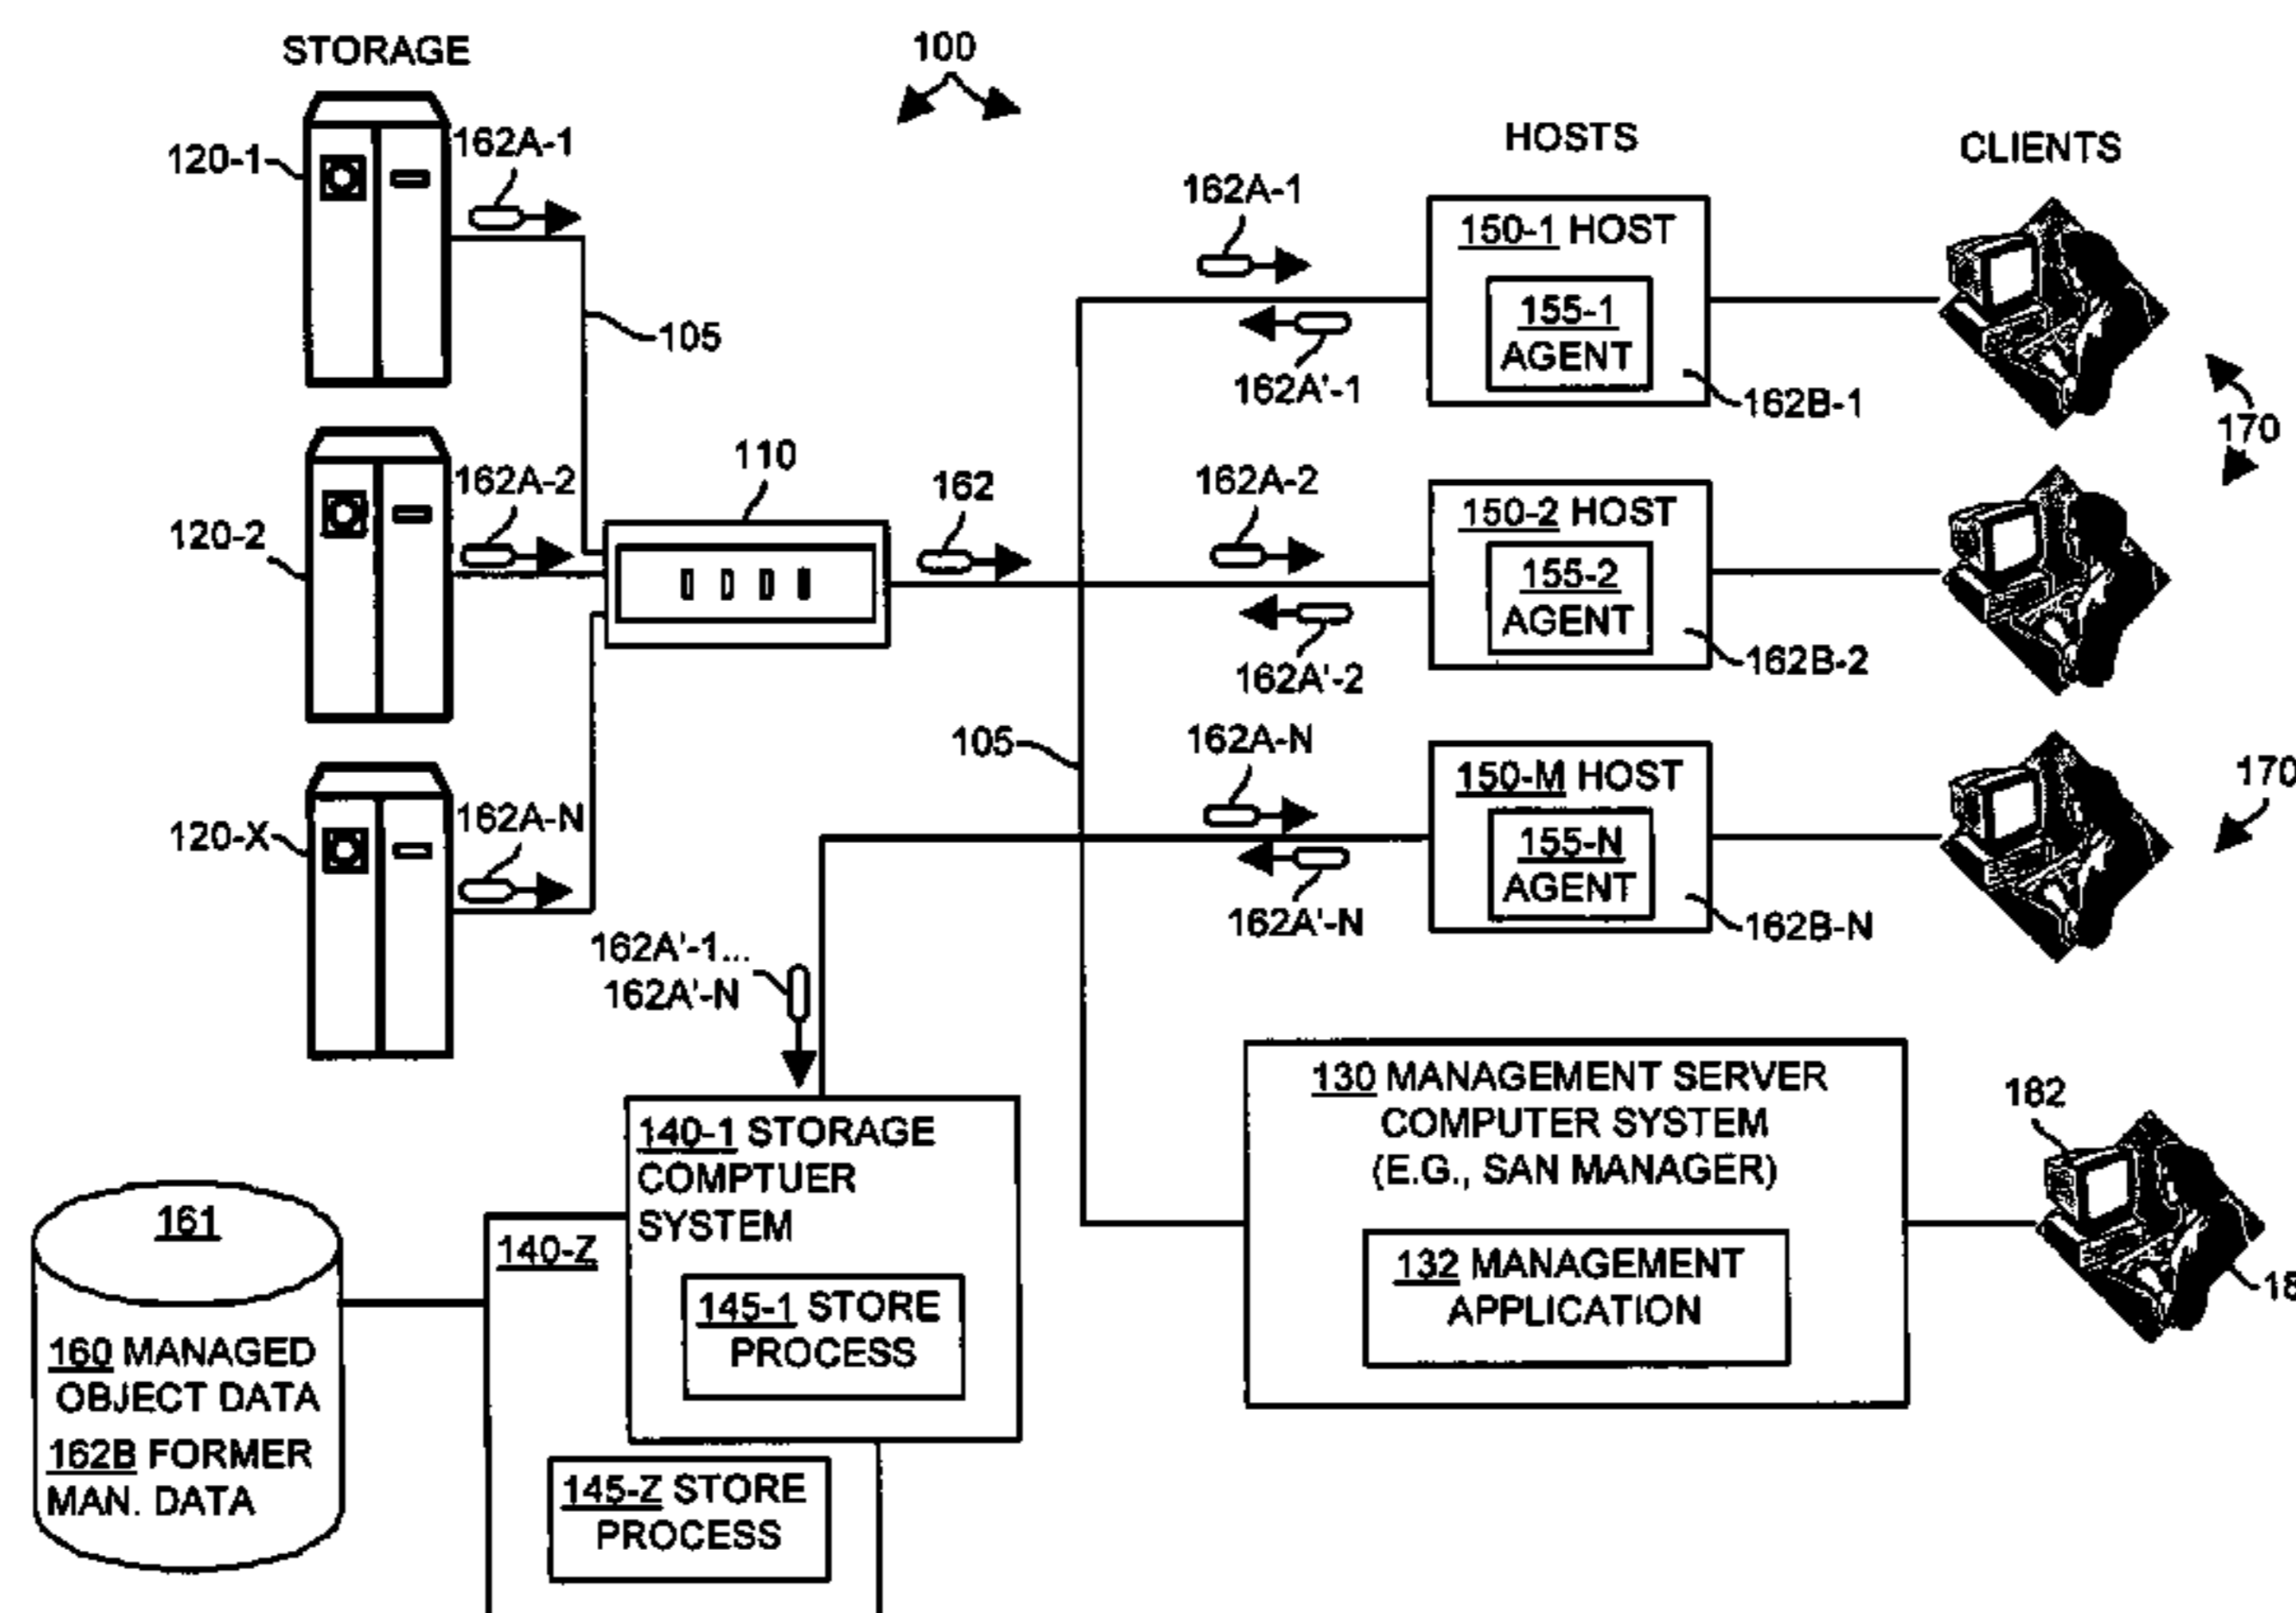 STORAGE
100
HOSTS
CLIENTS
120-1
162A-1
105
162A-1
162A'-1
150-1 HOST
155-1
AGENT
162B-1
170
120-2
162A-2
110
162
162A-2
162A'-2
150-2 HOST
155-2
AGENT
162B-2
105
120-X
162A-N
162A-N
162A'-N
150-M HOST
155-N
AGENT
162B-N
170
162A'-1...
162A'-N
140-1 STORAGE
COMPTUER
SYSTEM
145-1 STORE
PROCESS
140-Z
145-Z STORE
PROCESS
161
160 MANAGED
OBJECT DATA
162B FORMER
MAN. DATA
130 MANAGEMENT SERVER
COMPUTER SYSTEM
(E.G., SAN MANAGER)
132 MANAGEMENT
APPLICATION
182